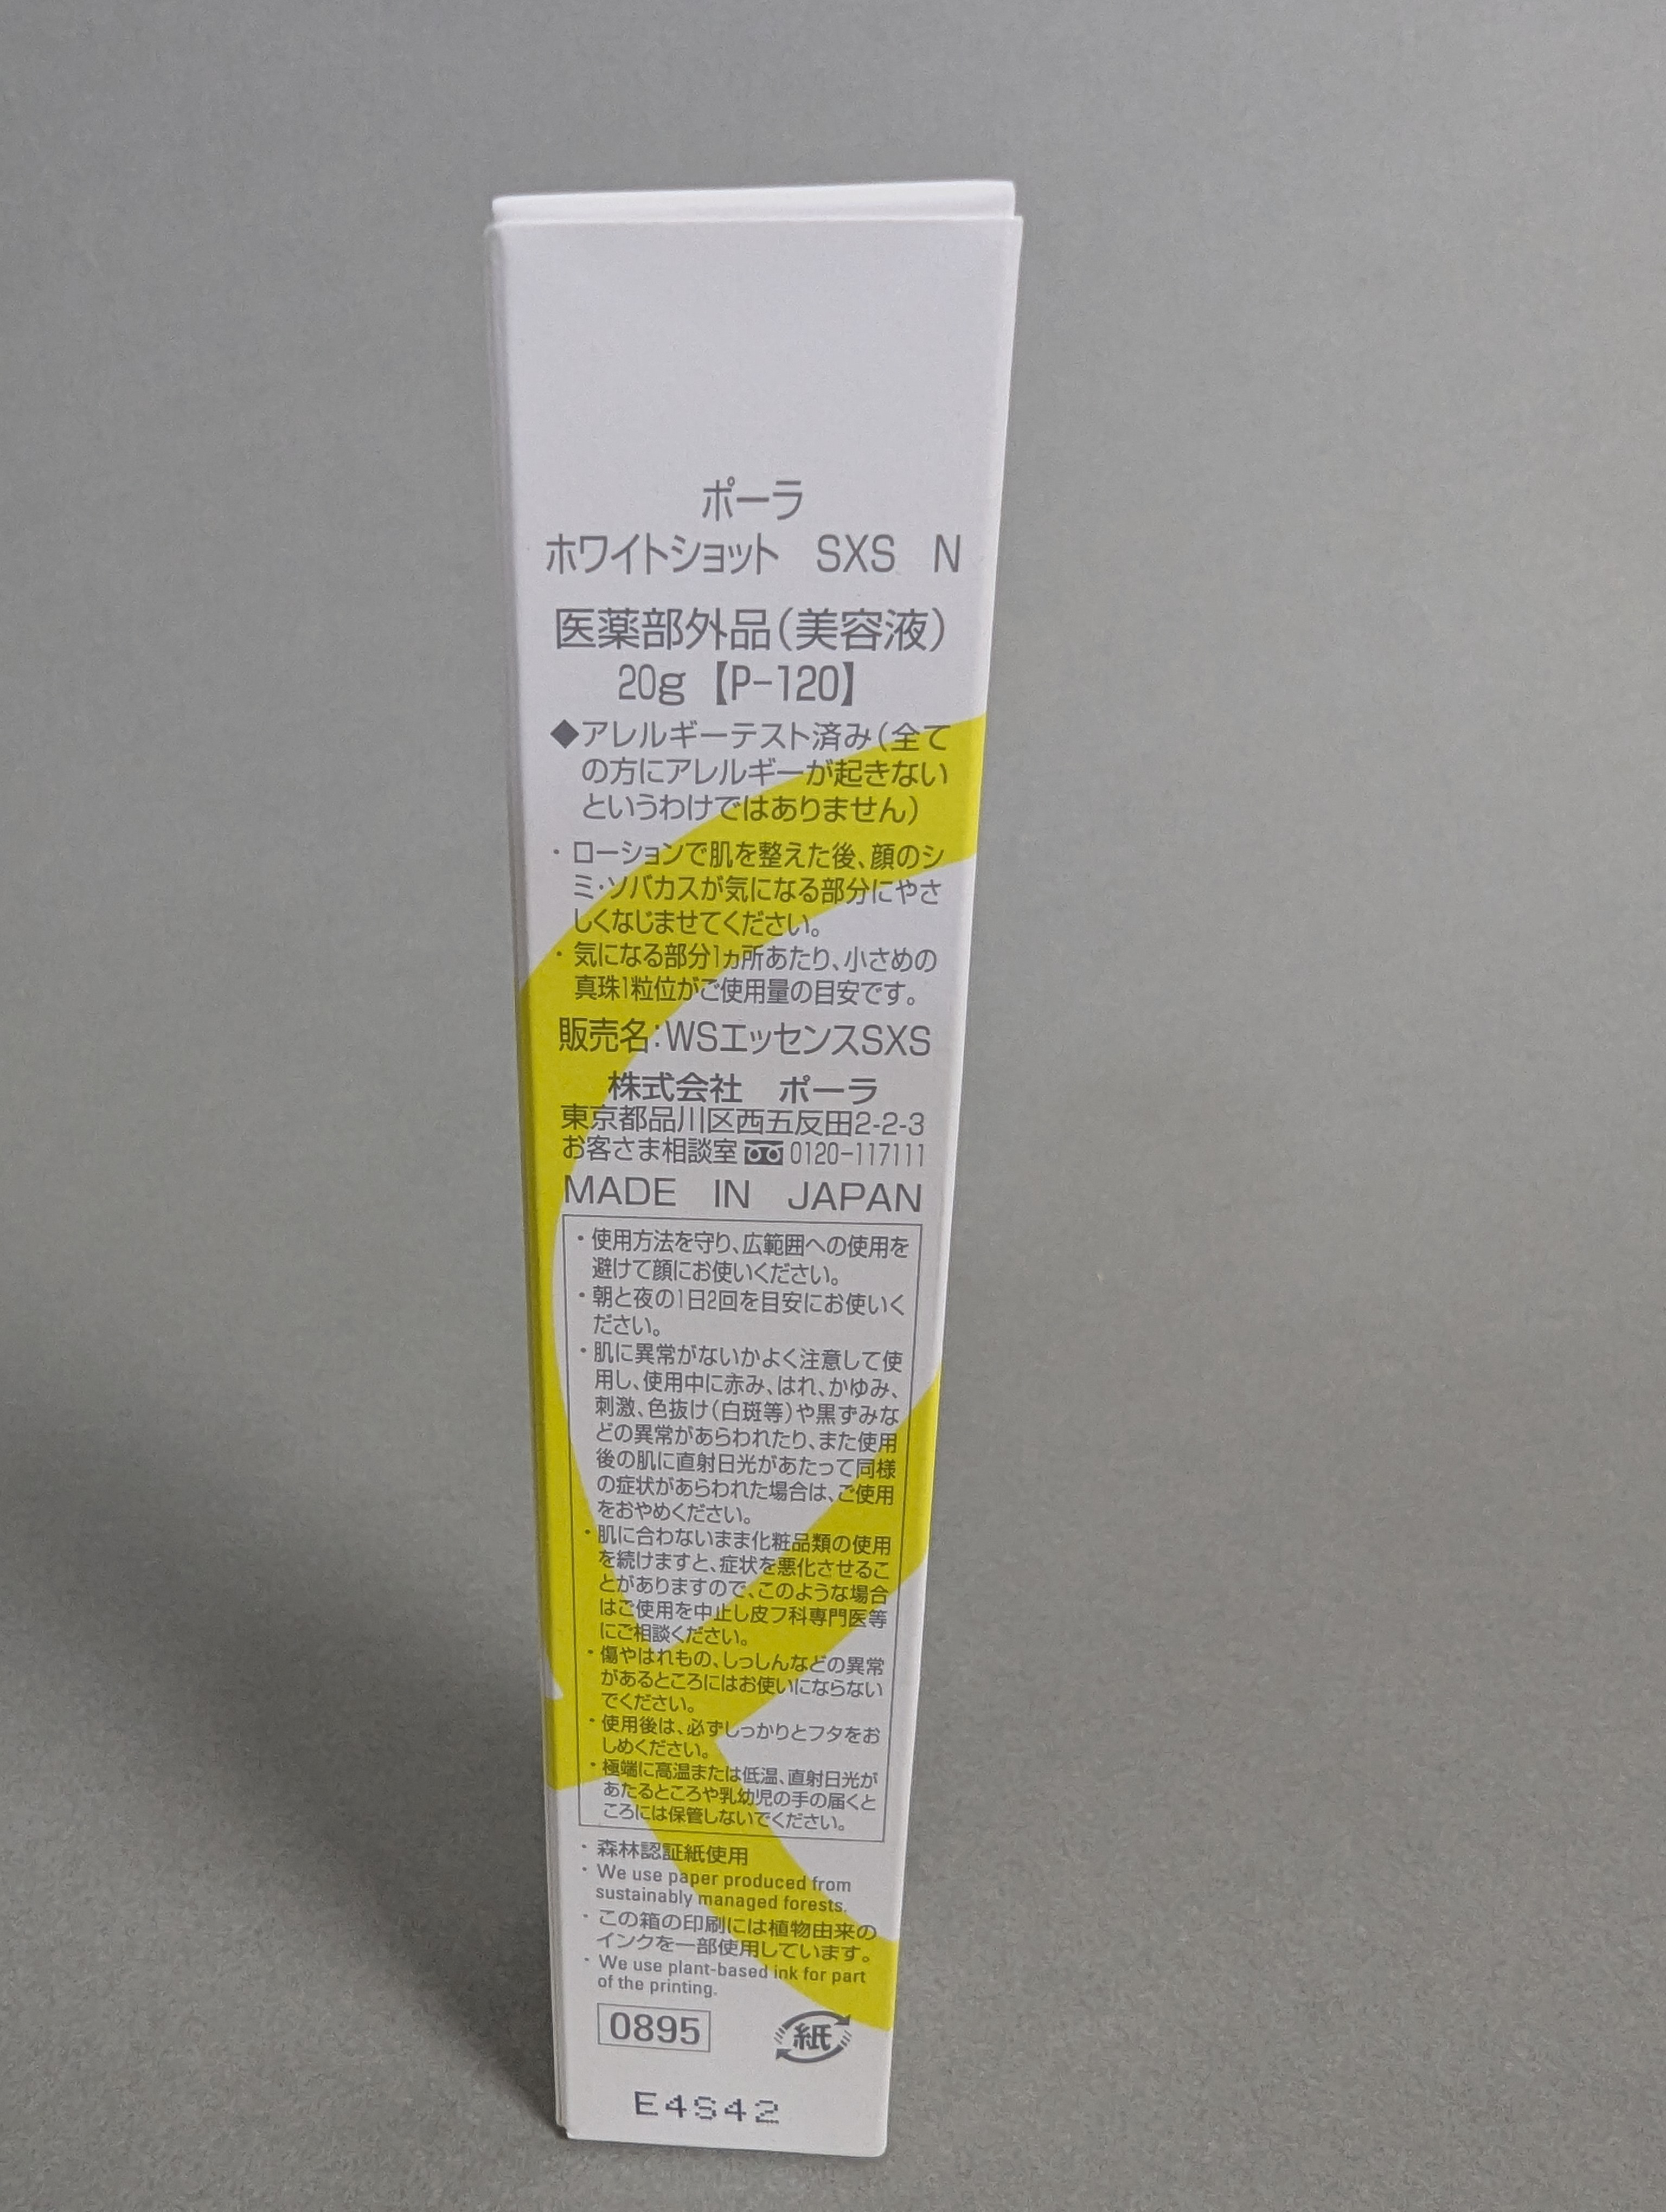 ポーラ
ホワイトショット SXS N
医薬部外品(美容液)
20g【P-120】
◆アレルギーテスト済み(全て
の方にアレルギーが起きない
というわけではありません)
・ローションで肌を整えた後、顔のシ
ミ・ソバカスが気になる部分にやさ
しくなじませてください。
・気になる部分1ヵ所あたり、小さめの
真珠1粒位がご使用量の目安です。
販売名:WSエッセンスSXS
株式会社 ポーラ
東京都品川区西五反田2-2-3
お客さま相談室 0120-117111
MADE IN JAPAN
・使用方法を守り、広範囲への使用を
避けて顔にお使いください。
・朝と夜の1日2回を目安にお使いく
ださい。
・肌に異常がないかよく注意して使
用し、使用中に赤み、はれ、かゆみ、
刺激、色抜け(白斑等)や黒ずみな
どの異常があらわれたり、また使用
後の肌に直射日光があたって同様
の症状があらわれた場合は、ご使用
をおやめください。
・肌に合わないまま化粧品類の使用
を続けますと、症状を悪化させるこ
とがありますので、このような場合
はご使用を中止し皮フ科専門医等
にご相談ください。
・傷やはれもの、しっしんなどの異常
があるところにはお使いにならない
でください。
・使用後は、必ずしっかりとフタをお
しめください。
・極端に高温または低温、直射日光が
あたるところや乳幼児の手の届くと
ころには保管しないでください。
・森林認証紙使用
・We use paper produced from
sustainably managed forests.
・この箱の印刷には植物由来の
インクを一部使用しています。
・We use plant-based ink for part
of the printing.
0895
紙
E4S42